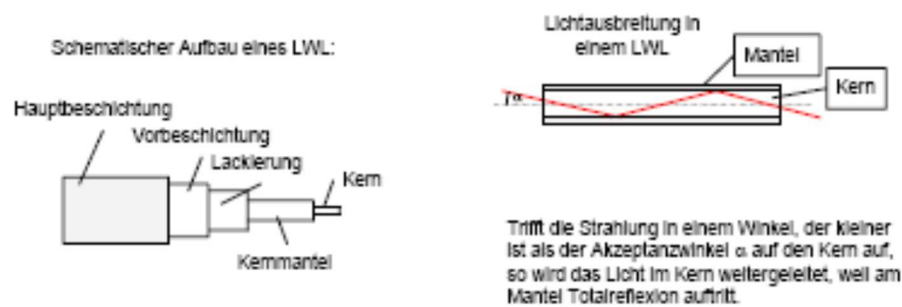 Schematischer Aufbau eines LWL:
Hauptbeschichtung
Vorbeschichtung
Lackierung
Kern
Kernmantel
Lichtausbreitung in
einem LWL
Mantel
Kern
α
Trifft die Strahlung in einem Winkel, der kleiner
ist als der Akzeptanzwinkel α auf den Kern auf,
so wird das Licht im Kern weitergeleitet, weil am
Mantel Totalreflexion auftritt.